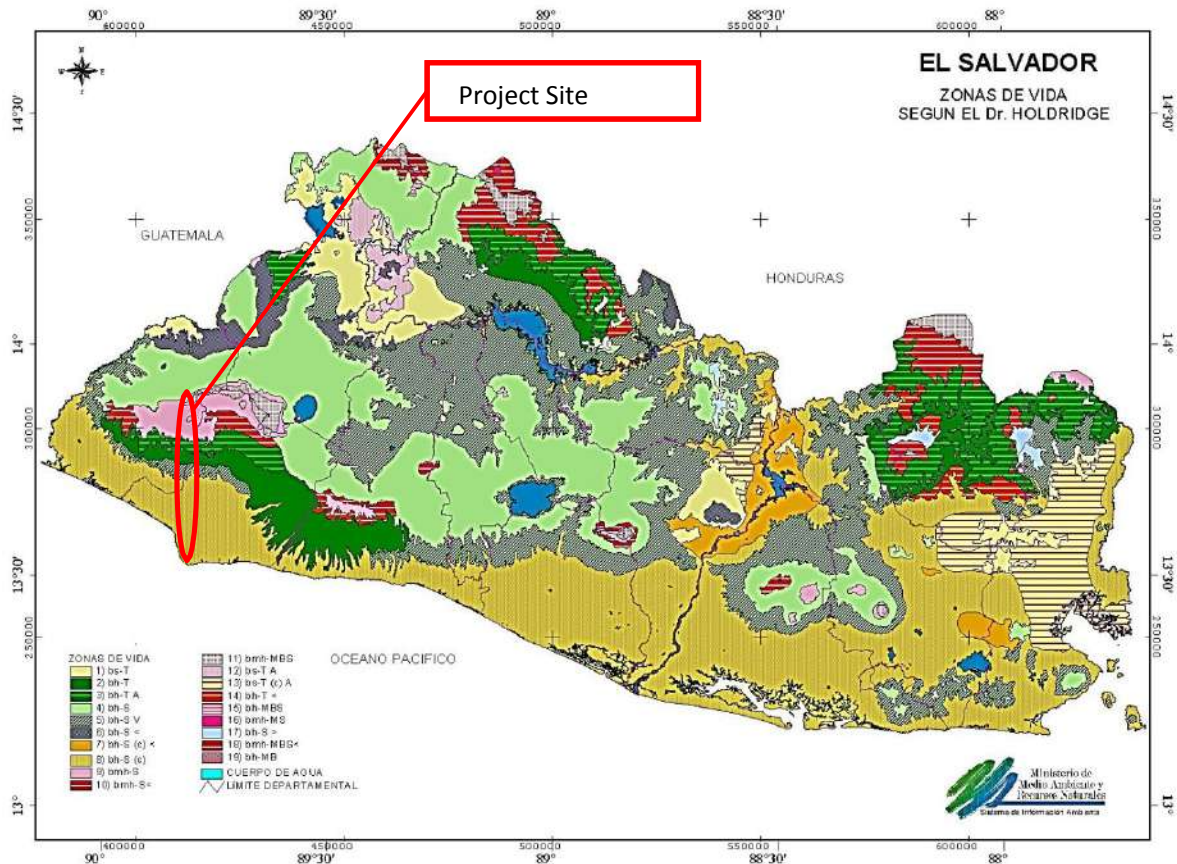 90° 89°30' 89° 88°30' 88°
600000 450000 500000 550000 600000
N
W E
S
EL SALVADOR
ZONAS DE VIDA
SEGUN EL Dr. HOLDRIDGE
Project Site
14°30' 14°30'
350000 350000
GUATEMALA
HONDURAS
14° 14°
300000 300000
13°30' 13°30'
250000 250000
OCEANO PACIFICO
ZONAS DE VIDA
1) bs-T
2) bh-T
3) bh-T A
4) bh-S
5) bh-S V
6) bh-S <
7) bh-S (c) <
8) bh-S (c)
9) bmh-S
10) bmh-S<
11) bmh-MBS
12) bs-T A
13) bs-T (c) A
14) bh-T <
15) bh-MBS
16) bmh-MS
17) bh-S >
18) bmh-MBS<
19) bh-MB
CUERPO DE AGUA
LIMITE DEPARTAMENTAL
Ministerio de
Medio Ambiente y
Recursos Naturales
Sistema de Información Ambiental
13° 13°
90° 89°30' 89° 88°30' 88°
600000 450000 500000 550000 600000